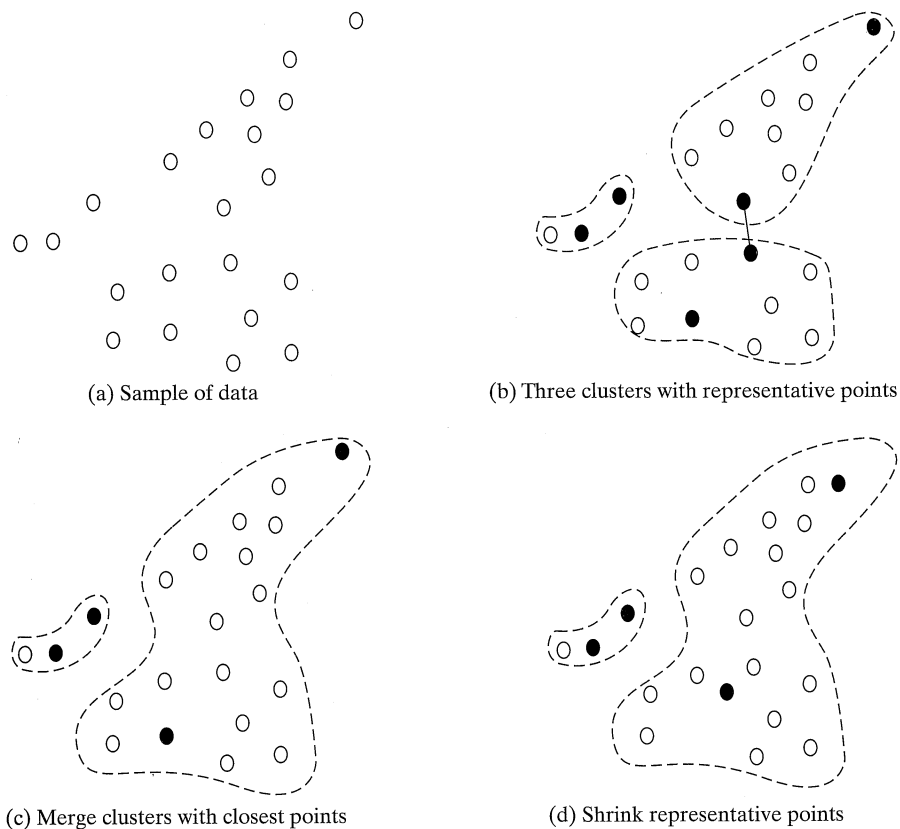 (a) Sample of data
(b) Three clusters with representative points
(c) Merge clusters with closest points
(d) Shrink representative points